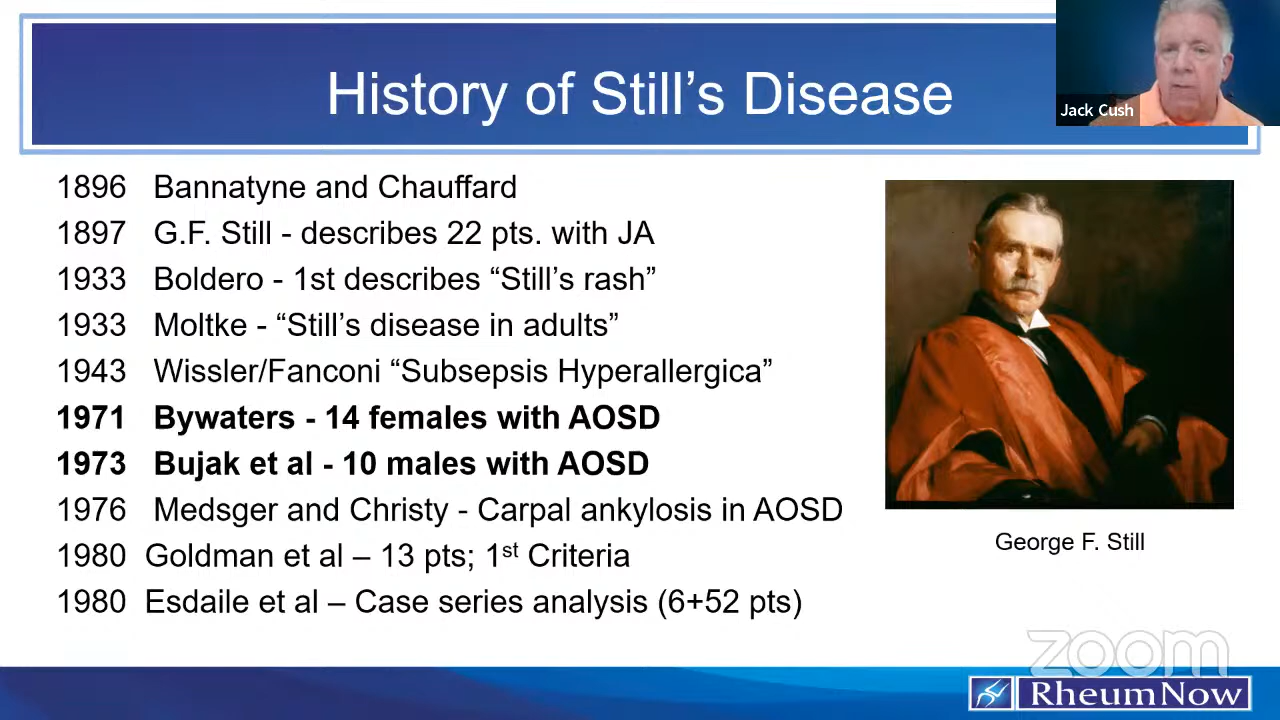 History of Still's Disease
Jack Cush
1896 Bannatyne and Chauffard
1897 G.F. Still - describes 22 pts. with JA
1933 Boldero - 1st describes “Still’s rash”
1933 Moltke - “Still’s disease in adults”
1943 Wissler/Fanconi “Subsepsis Hyperallergica”
1971 Bywaters - 14 females with AOSD
1973 Bujak et al - 10 males with AOSD
1976 Medsger and Christy - Carpal ankylosis in AOSD
1980 Goldman et al – 13 pts; 1st Criteria
1980 Esdaile et al – Case series analysis (6+52 pts)
George F. Still
zoom
RheumNow